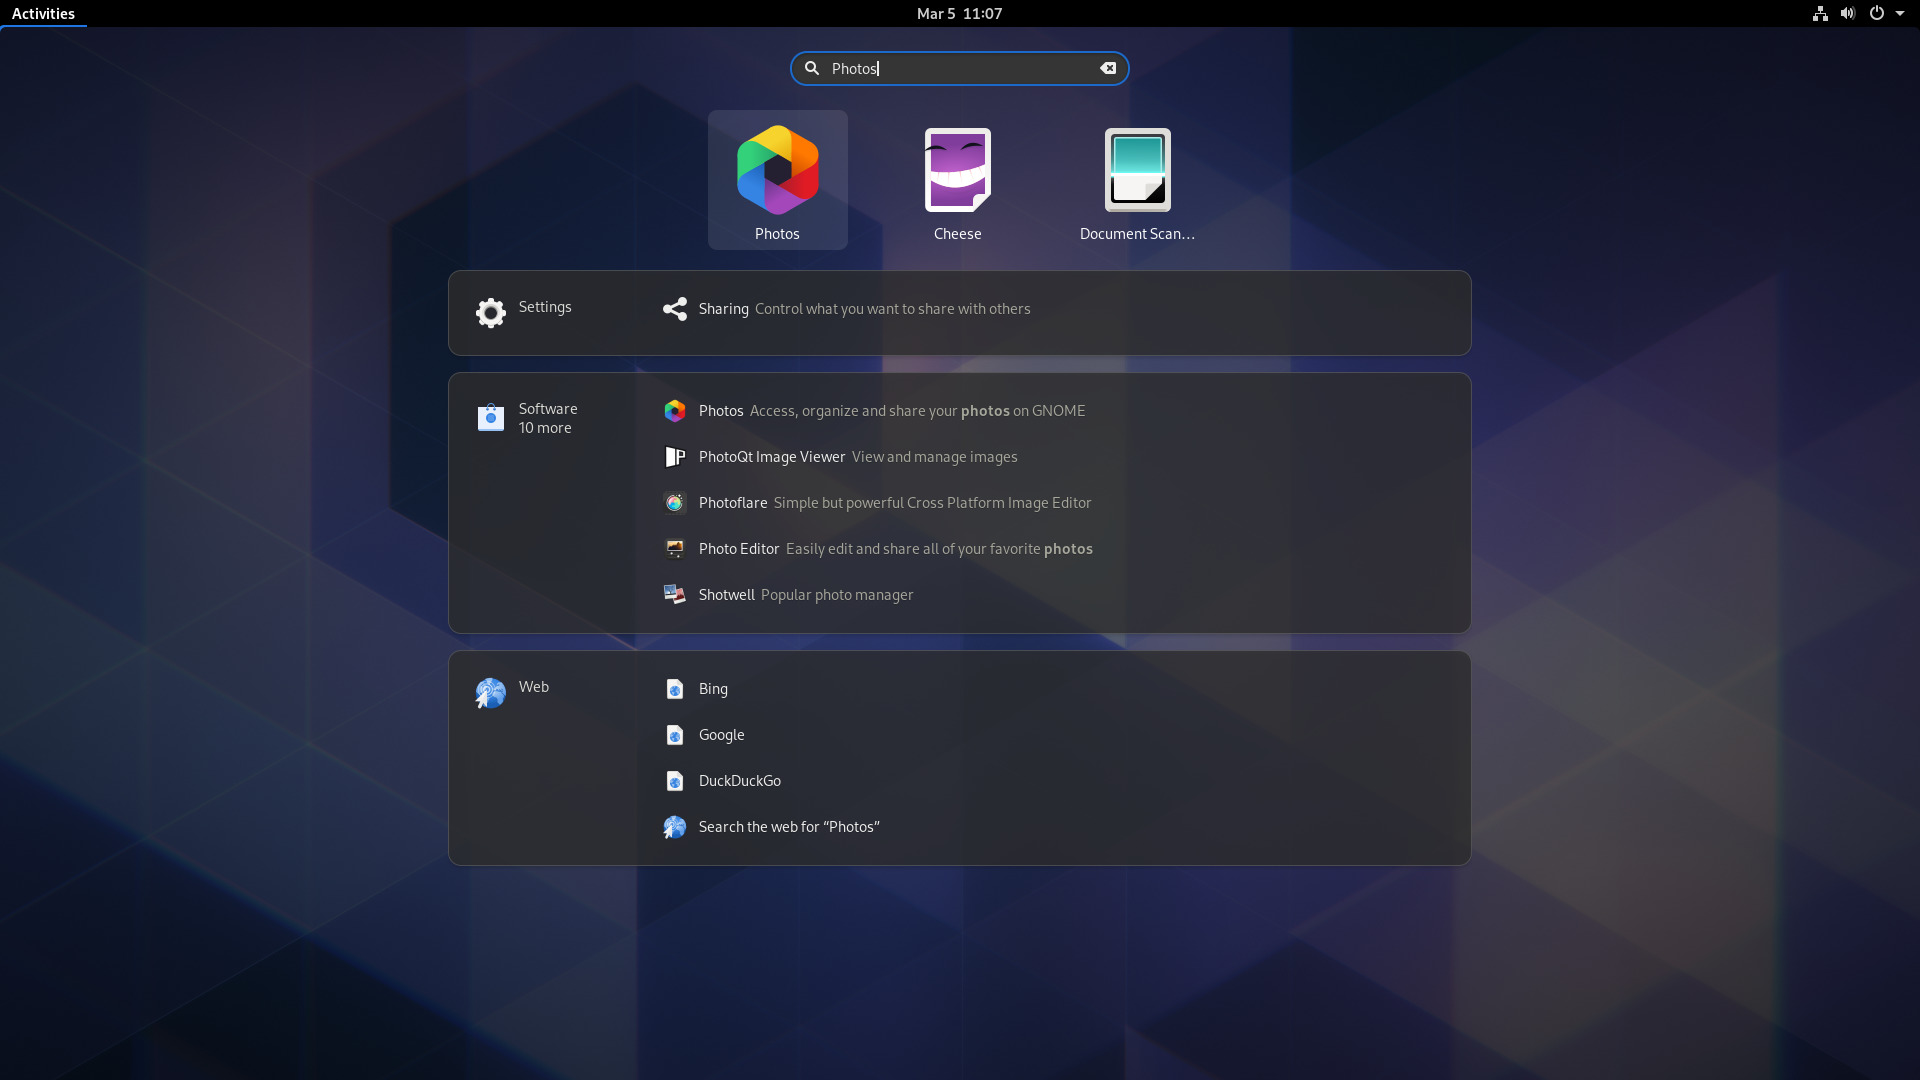 Activities
Mar 5 11:07
Photos
Photos
Cheese
Document Scan…
Settings
Sharing Control what you want to share with others
Software
10 more
Photos Access, organize and share your photos on GNOME
PhotoQt Image Viewer View and manage images
Photoflare Simple but powerful Cross Platform Image Editor
Photo Editor Easily edit and share all of your favorite photos
Shotwell Popular photo manager
Web
Bing
Google
DuckDuckGo
Search the web for “Photos”